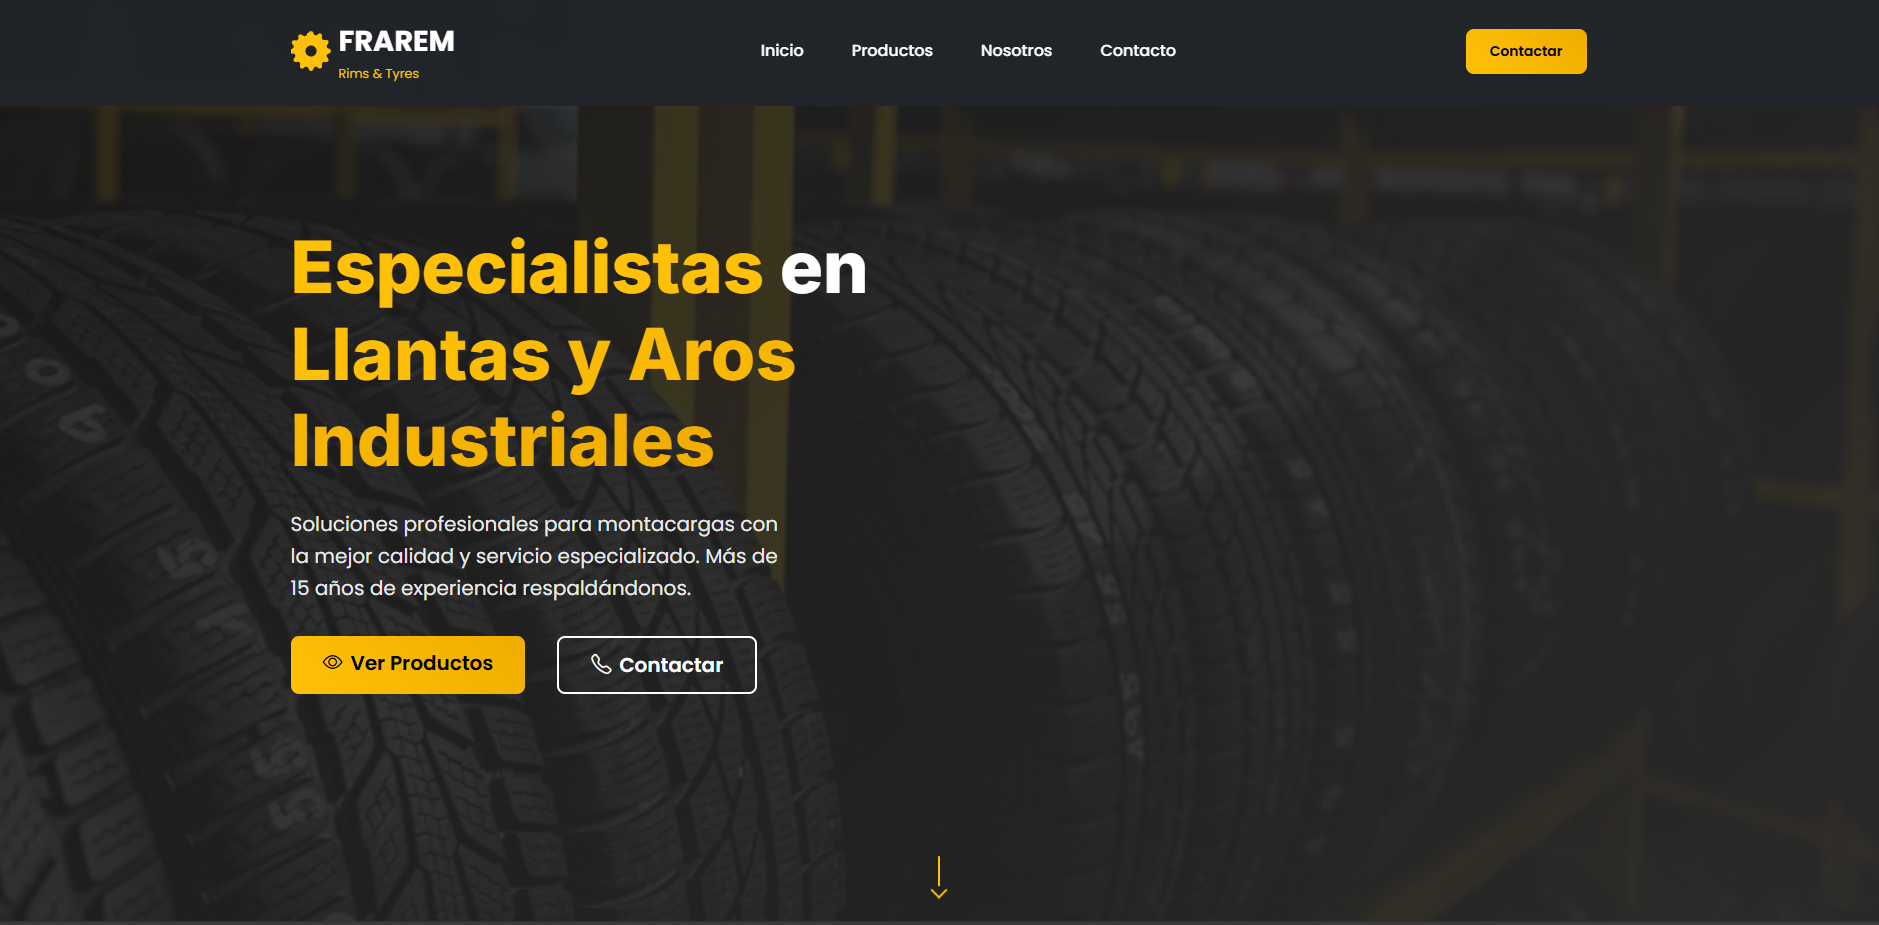 FRAREM
Rims & Tyres
Inicio
Productos
Nosotros
Contacto
Contactar
Especialistas en
Llantas y Aros
Industriales
Soluciones profesionales para montacargas con
la mejor calidad y servicio especializado. Más de
15 años de experiencia respaldándonos.
Ver Productos
Contactar